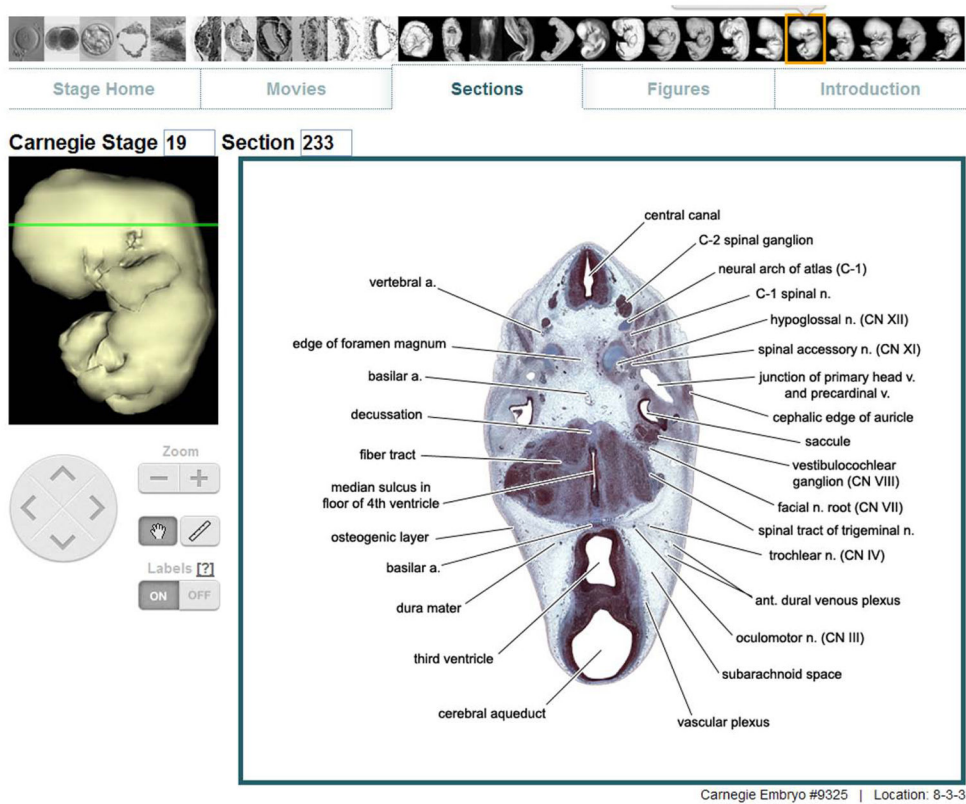 Stage Home
Movies
Sections
Figures
Introduction
Carnegie Stage 19 Section 233
Zoom
Labels [?]
ON OFF
central canal
C-2 spinal ganglion
neural arch of atlas (C-1)
C-1 spinal n.
hypoglossal n. (CN XII)
spinal accessory n. (CN XI)
junction of primary head v.
and precardinal v.
cephalic edge of auricle
saccule
vestibulocochlear
ganglion (CN VIII)
facial n. root (CN VII)
spinal tract of trigeminal n.
trochlear n. (CN IV)
ant. dural venous plexus
oculomotor n. (CN III)
subarachnoid space
vascular plexus
vertebral a.
edge of foramen magnum
basilar a.
decussation
fiber tract
median sulcus in
floor of 4th ventricle
osteogenic layer
basilar a.
dura mater
third ventricle
cerebral aqueduct
Carnegie Embryo #9325 | Location: 8-3-3